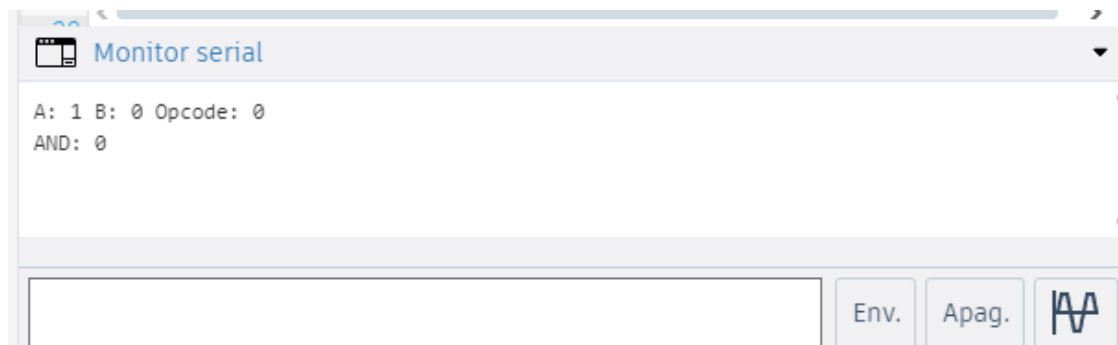 Monitor serial
A: 1 B: 0 Opcode: 0
AND: 0
Env. Apag.